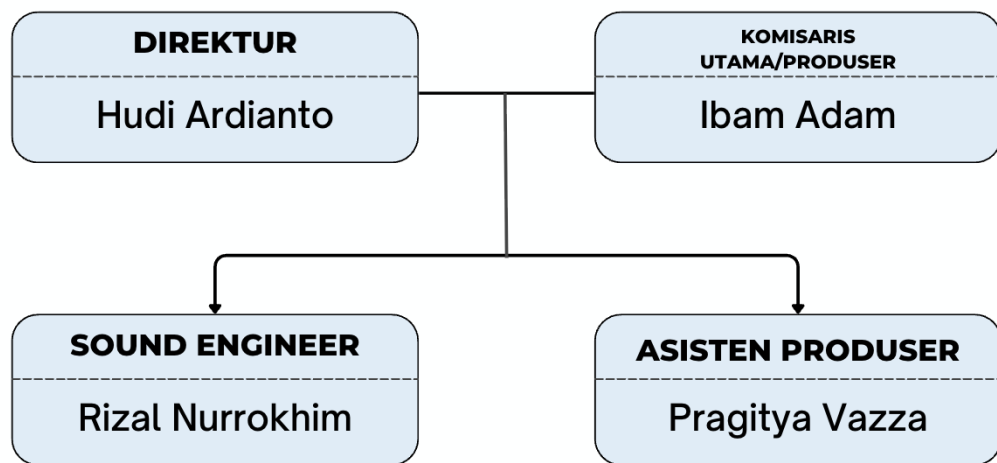 DIREKTUR
Hudi Ardianto
KOMISARIS
UTAMA/PRODUSER
Ibam Adam
SOUND ENGINEER
Rizal Nurrokhim
ASISTEN PRODUSER
Pragitya Vazza